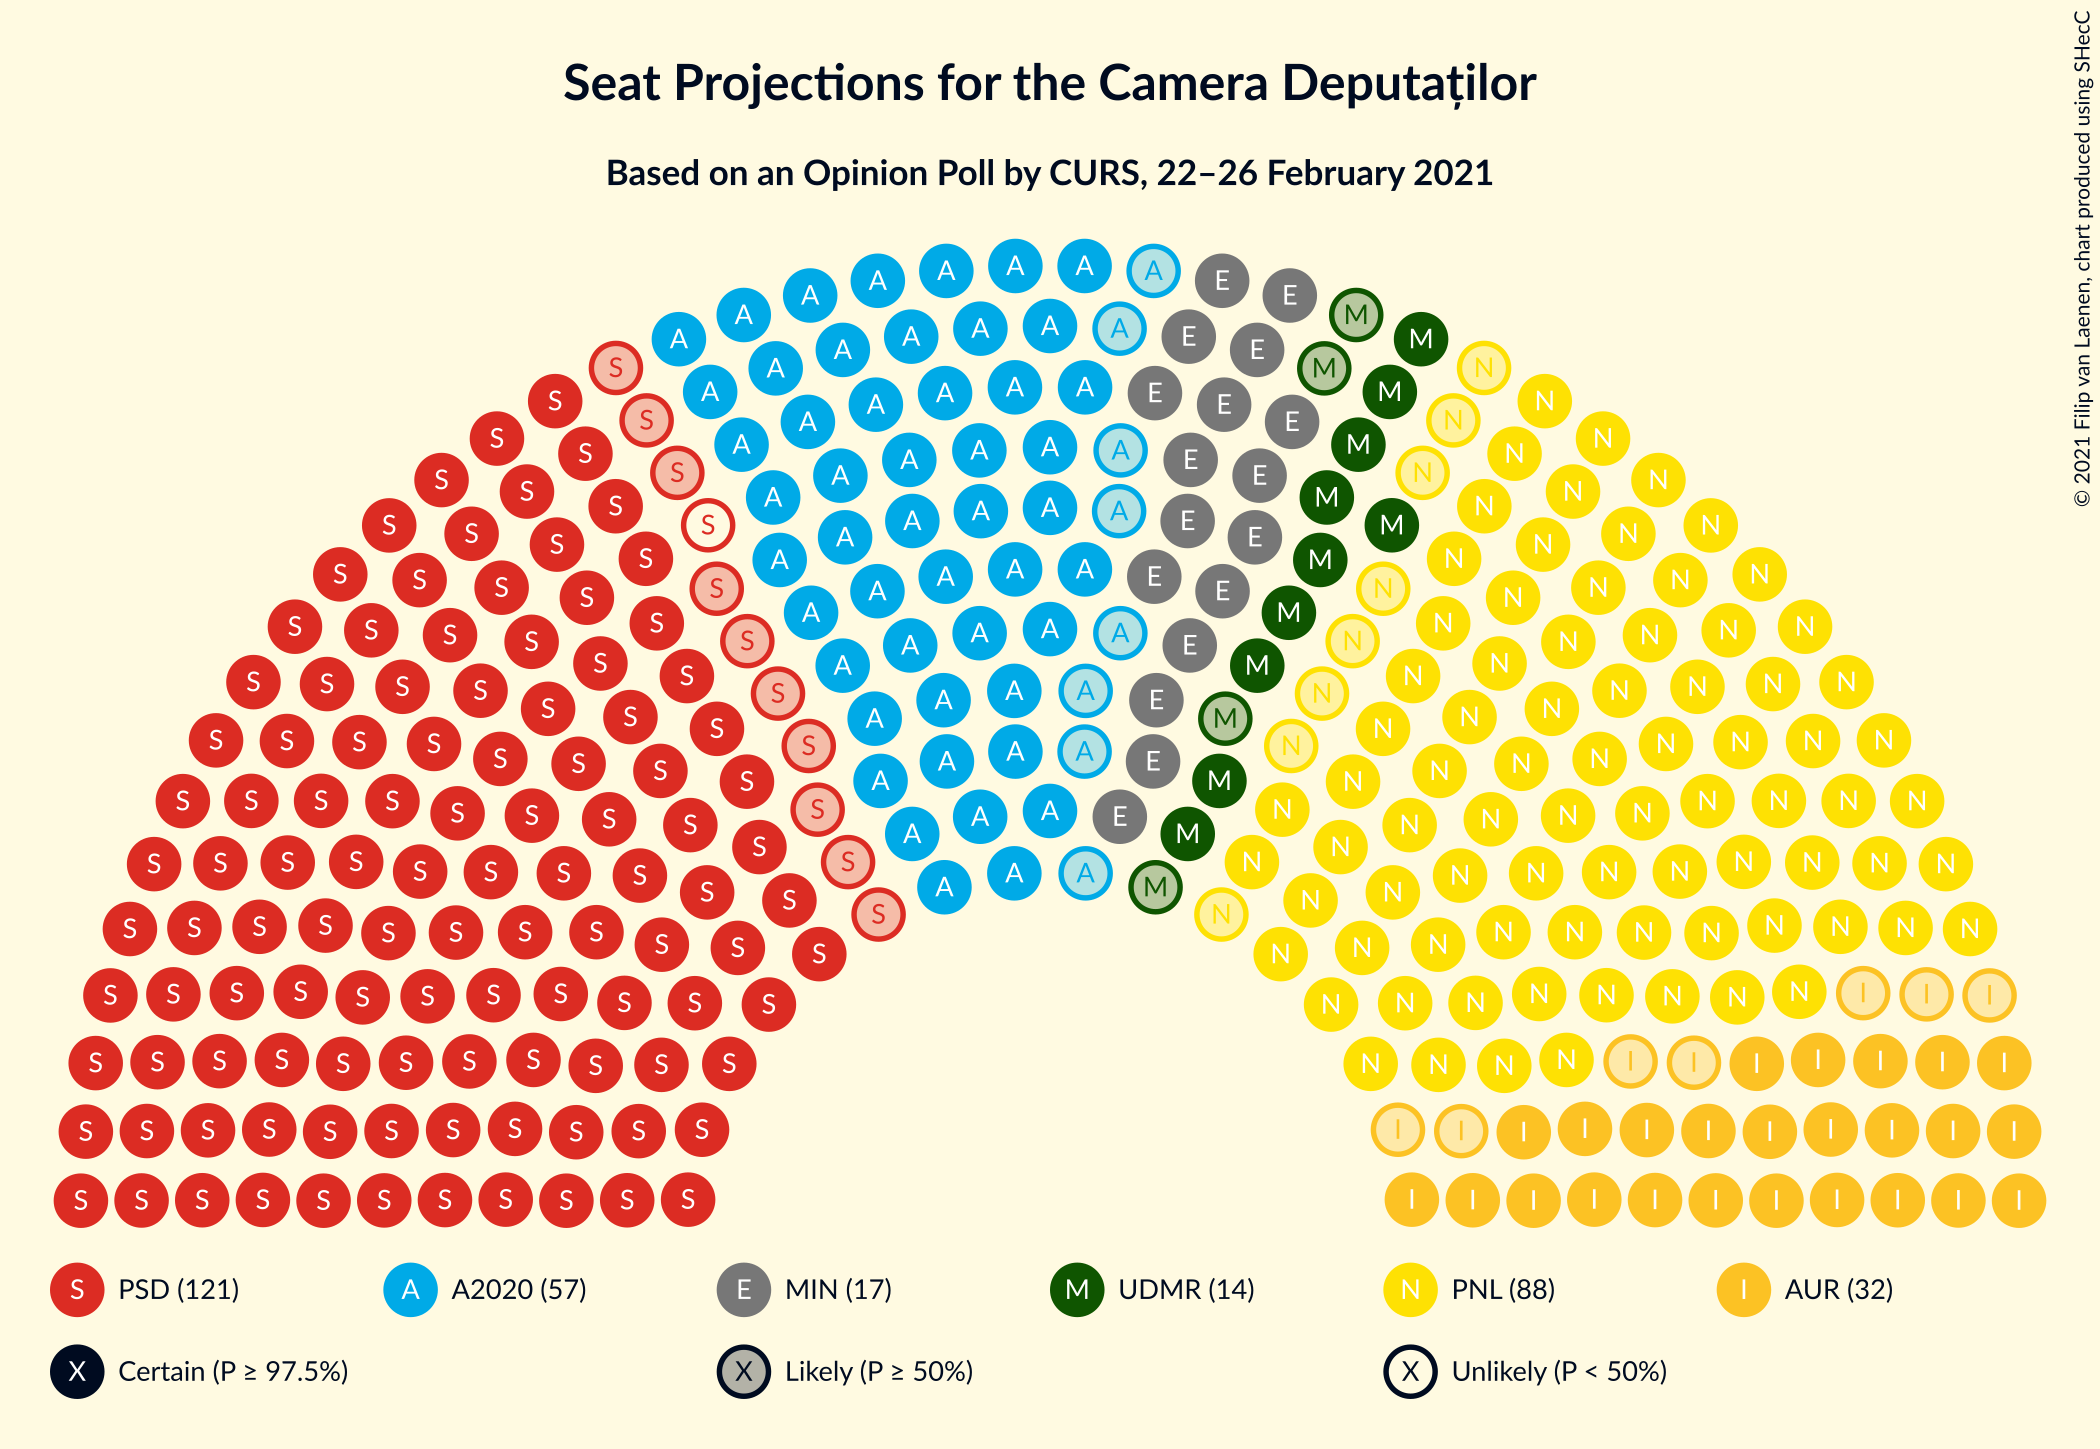 Seat Projections for the Camera Deputaților
Based on an Opinion Poll by CURS, 22–26 February 2021
© 2021 Filip van Laenen, chart produced using SHecC
S PSD (121) A A2020 (57) E MIN (17) M UDMR (14) N PNL (88) I AUR (32)
X Certain (P ≥ 97.5%) X Likely (P ≥ 50%) X Unlikely (P < 50%)